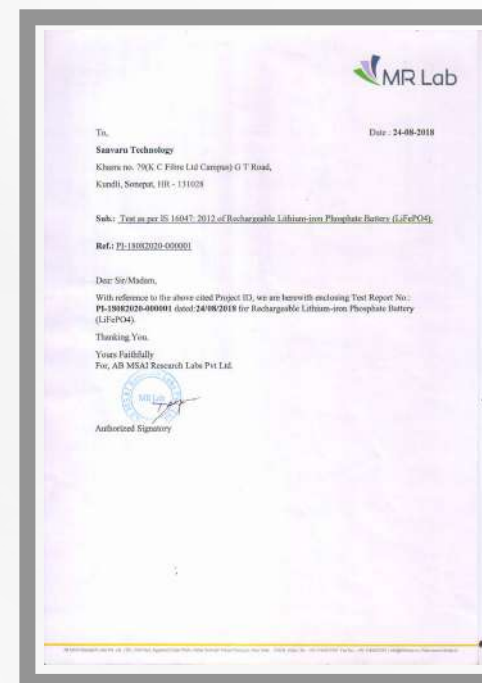 MR Lab
To,
Date : 24-08-2018
Sanvaru Technology
Khasra no. 79(K C Fibre Ltd Campus) G T Road,
Kundli, Sonepat, HR - 131028
Sub.: Test as per IS 16047: 2012 of Rechargeable Lithium-iron Phosphate Battery (LiFePO4).
Ref.: PI-18082020-000001
Dear Sir/Madam,
With reference to the above cited Project ID, we are herewith enclosing Test Report No.:
PI-18082020-000001 dated:24/08/2018 for Rechargeable Lithium-iron Phosphate Battery
(LiFePO4).
Thanking You.
Yours Faithfully
For, AB MSAI Research Labs Pvt Ltd.
MR Lab
Authorized Signatory